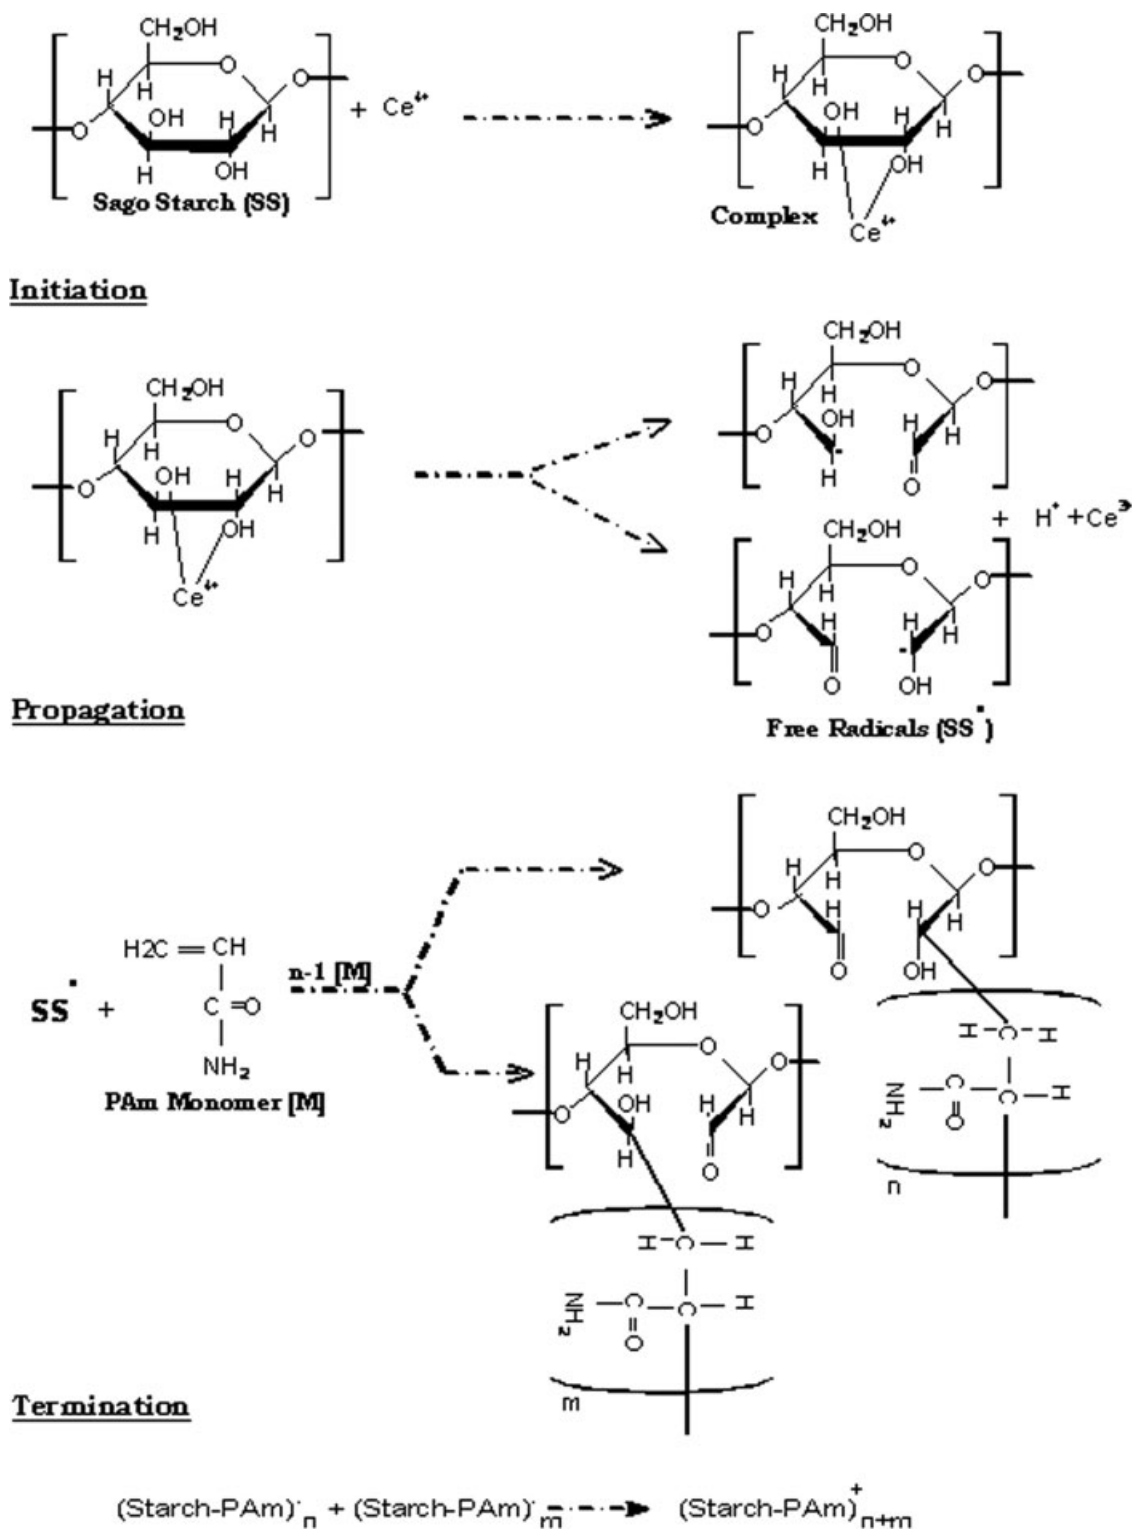 CH2OH
CH2OH
H
O
O
H
O
O
H
OH
H
H
+ Ce4+
H
OH
H
H
O
O
H
OH
H
OH
Sago Starch (SS)
Complex
Ce4+
Initiation
CH2OH
CH2OH
H
O
O
H
O
O
H
OH
H
H
H
OH
H
H
O
O
H
OH
O
Ce4+
+ H+ + Ce3+
CH2OH
H
O
O
H
H
H
H
O
O
OH
Propagation
Free Radicals (SS•)
CH2OH
H
O
O
H
H
H
H
O
H2C = CH
n-1 [M]
O
OH
SS• +
C =O
CH2OH
H-C-H
NH2
H
O
O
NH2 -C-C-H
PAm Monomer [M]
H
OH
H
H
O
O
H
O
n
H-C-H
NH2 -C-C-H
O
m
Termination
(Starch-PAm)·n + (Starch-PAm)·m (Starch-PAm)+n+m